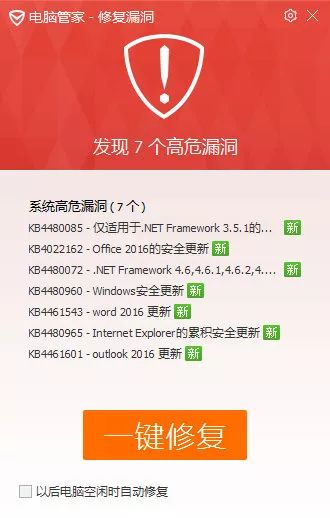 电脑管家 - 修复漏洞
发现 7 个高危漏洞
系统高危漏洞 ( 7 个 )
KB4480085 - 仅适用于.NET Framework 3.5.1的... 新
KB4022162 - Office 2016的安全更新 新
KB4480072 - .NET Framework 4.6,4.6.1,4.6.2,4.... 新
KB4480960 - Windows安全更新 新
KB4461543 - word 2016 更新 新
KB4480965 - Internet Explorer的累积安全更新 新
KB4461601 - outlook 2016 更新 新
一键修复
以后电脑空闲时自动修复